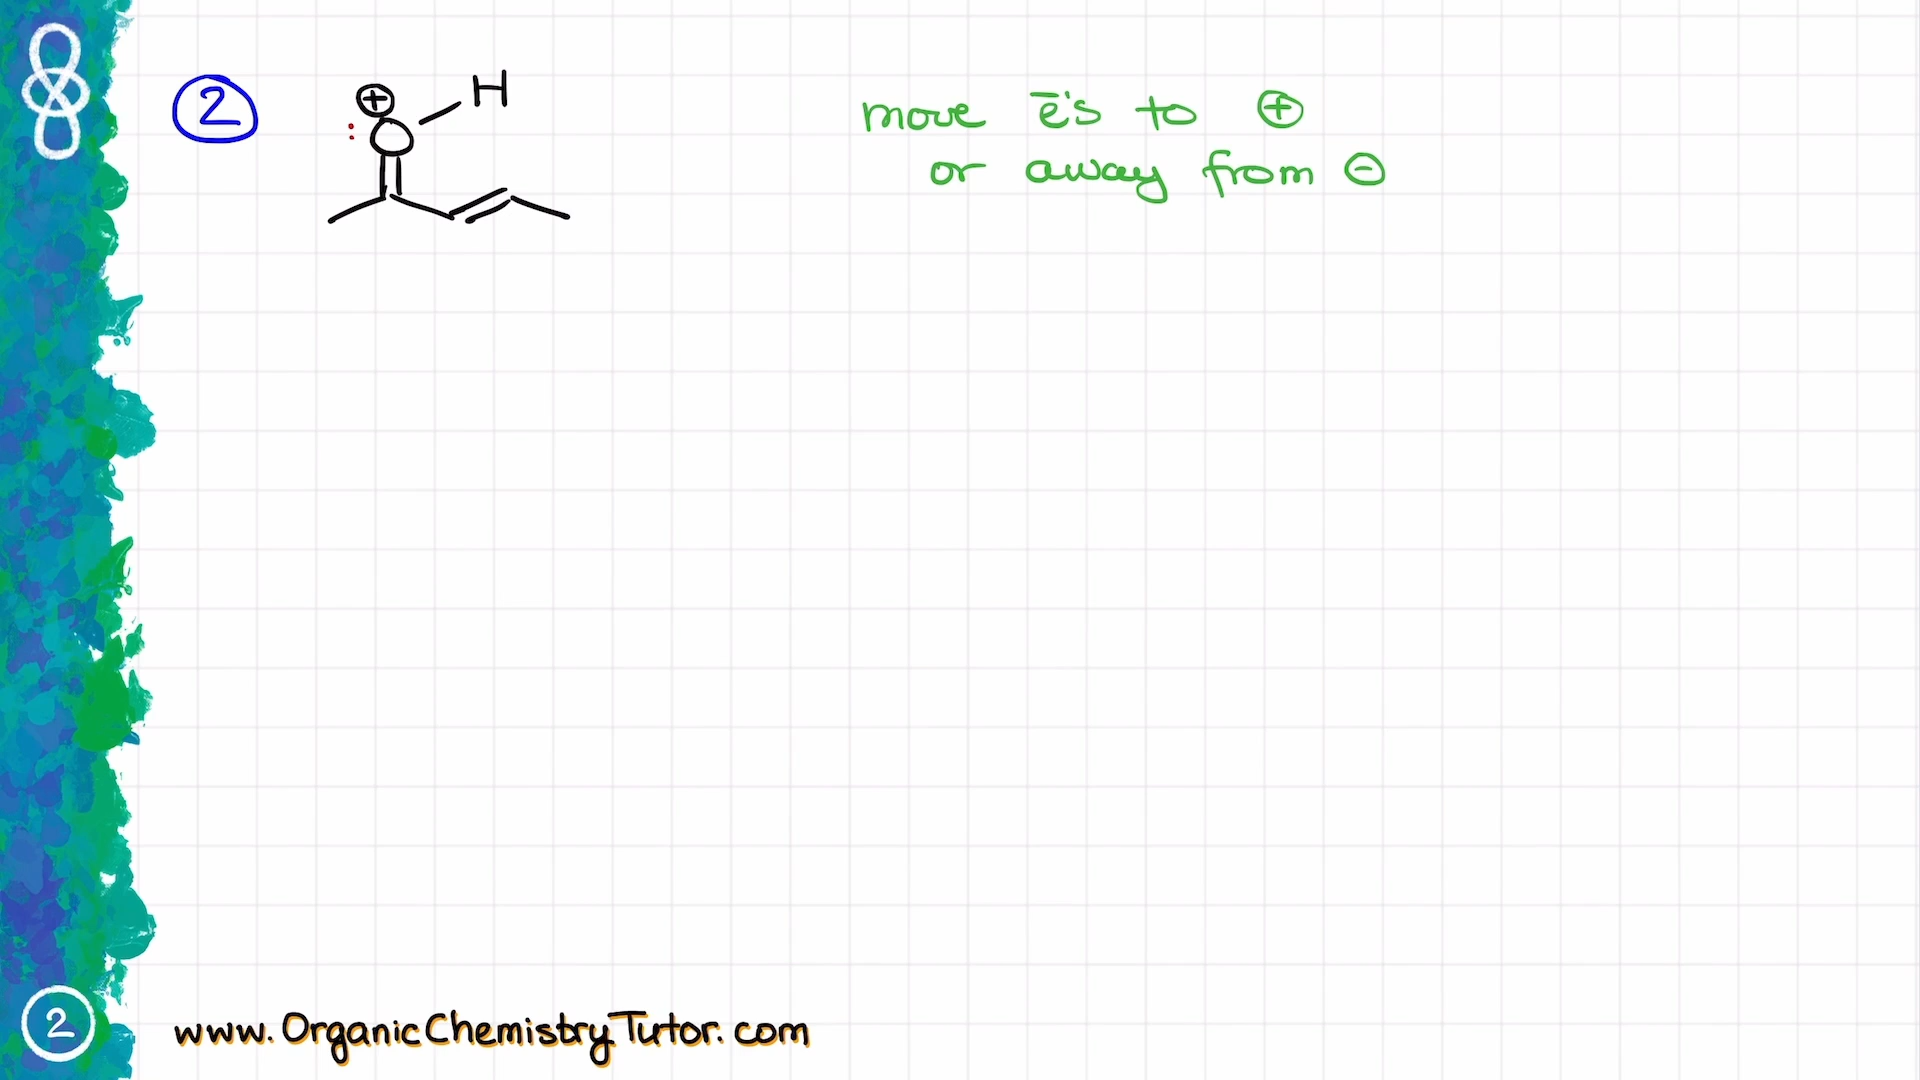 2
⊕
H
:
O
move ē's to ⊕
or away from ⊖
2
www.OrganicChemistryTutor.com